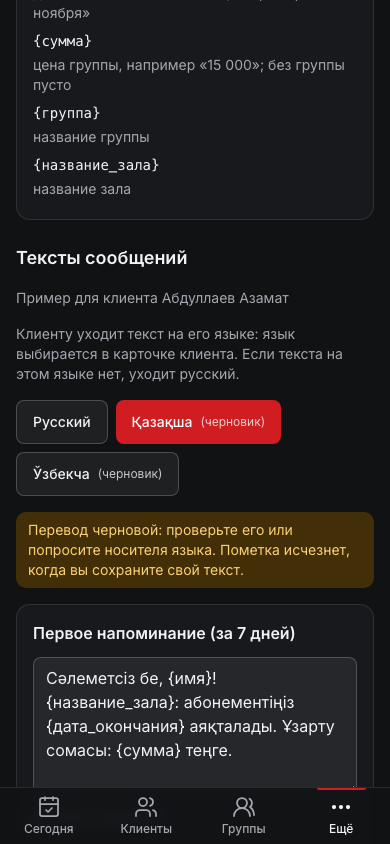 ноября»
{сумма}
цена группы, например «15 000»; без группы
пусто
{группа}
название группы
{название_зала}
название зала
Тексты сообщений
Пример для клиента Абдуллаев Азамат
Клиенту уходит текст на его языке: язык
выбирается в карточке клиента. Если текста на
этом языке нет, уходит русский.
Русский
Қазақша (черновик)
Ўзбекча (черновик)
Перевод черновой: проверьте его или
попросите носителя языка. Пометка исчезнет,
когда вы сохраните свой текст.
Первое напоминание (за 7 дней)
Сәлеметсіз бе, {имя}!
{название_зала}: абонементіңіз
{дата_окончания} аяқталады. Ұзарту
сомасы: {сумма} теңге.
Сегодня
Клиенты
Группы
Ещё